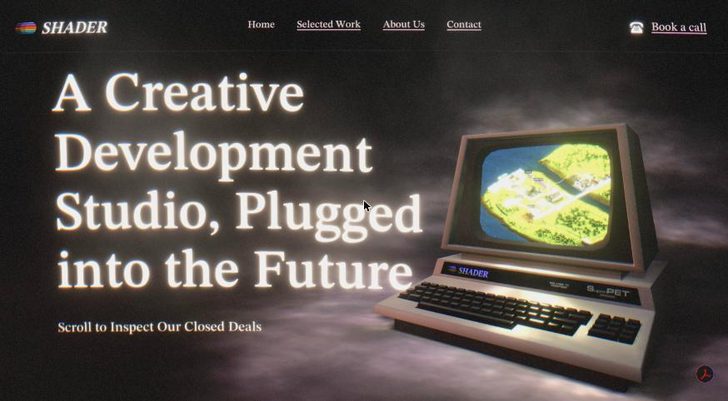 SHADER
Home
Selected Work
About Us
Contact
Book a call
A Creative
Development
Studio, Plugged
into the Future
Scroll to Inspect Our Closed Deals
SHADER